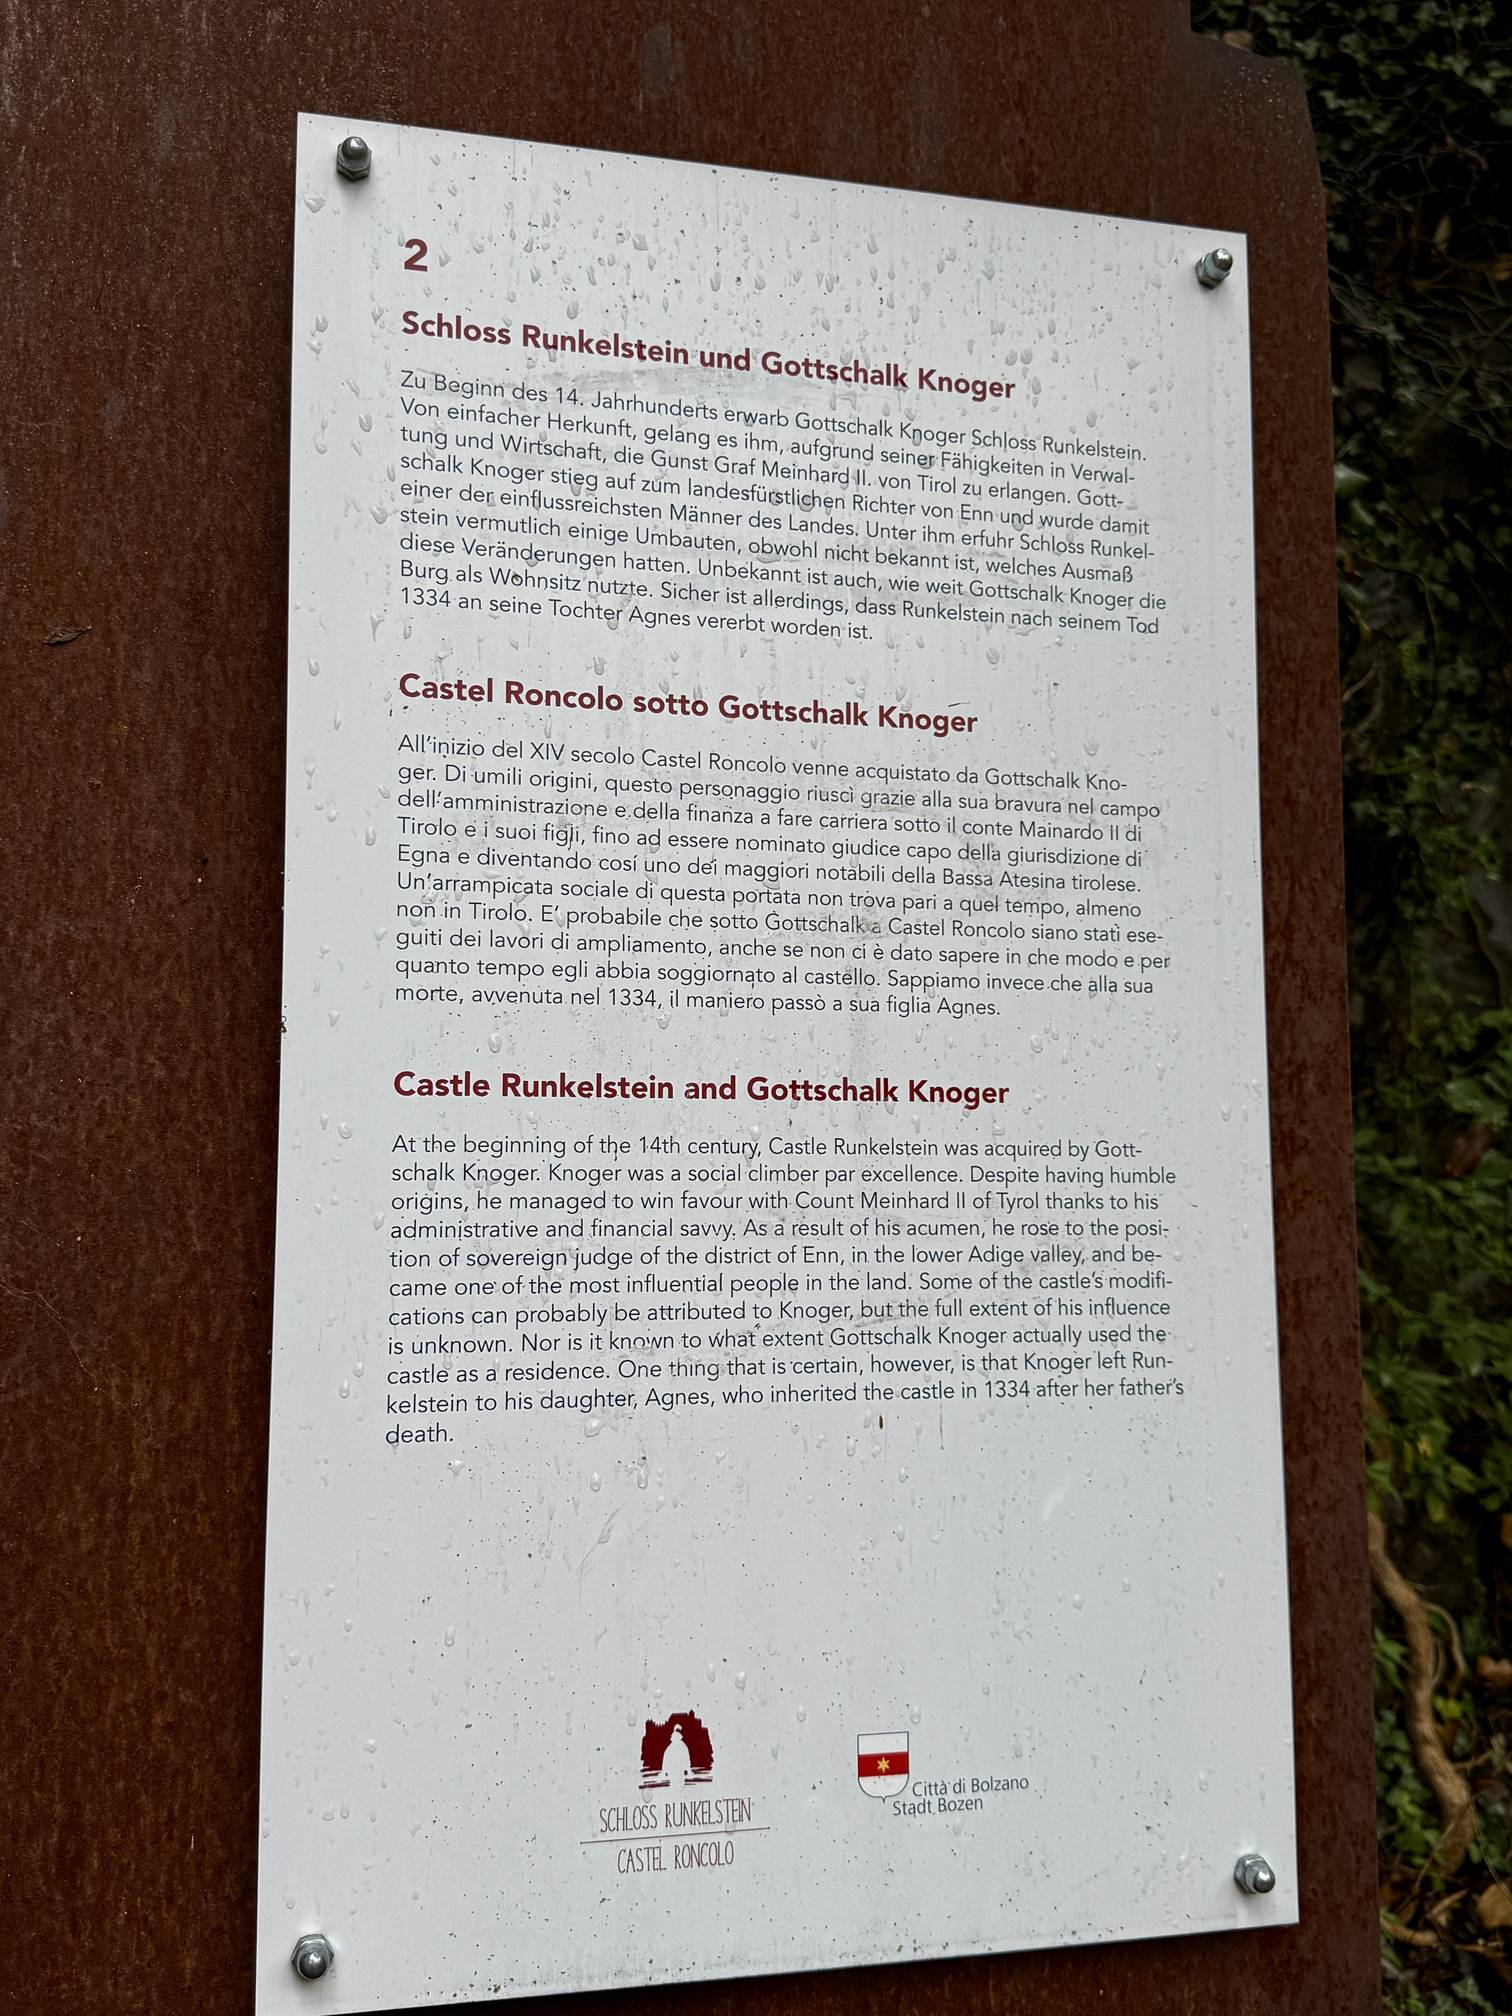 2
Schloss Runkelstein und Gottschalk Knoger
Zu Beginn des 14. Jahrhunderts erwarb Gottschalk Knoger Schloss Runkelstein.
Von einfacher Herkunft, gelang es ihm, aufgrund seiner Fähigkeiten in Verwal-
tung und Wirtschaft, die Gunst Graf Meinhard II. von Tirol zu erlangen. Gott-
schalk Knoger stieg auf zum landesfürstlichen Richter von Enn und wurde damit
einer der einflussreichsten Männer des Landes. Unter ihm erfuhr Schloss Runkel-
stein vermutlich einige Umbauten, obwohl nicht bekannt ist, welches Ausmaß
diese Veränderungen hatten. Unbekannt ist auch, wie weit Gottschalk Knoger die
Burg als Wohnsitz nutzte. Sicher ist allerdings, dass Runkelstein nach seinem Tod
1334 an seine Tochter Agnes vererbt worden ist.
Castel Roncolo sotto Gottschalk Knoger
All'inizio del XIV secolo Castel Roncolo venne acquistato da Gottschalk Kno-
ger. Di umili origini, questo personaggio riuscì grazie alla sua bravura nel campo
dell'amministrazione e della finanza a fare carriera sotto il conte Mainardo II di
Tirolo e i suoi figli, fino ad essere nominato giudice capo della giurisdizione di
Egna e diventando cosí uno dei maggiori notabili della Bassa Atesina tirolese.
Un'arrampicata sociale di questa portata non trova pari a quel tempo, almeno
non in Tirolo. E' probabile che sotto Gottschalk a Castel Roncolo siano stati ese-
guiti dei lavori di ampliamento, anche se non ci è dato sapere in che modo e per
quanto tempo egli abbia soggiornato al castello. Sappiamo invece che alla sua
morte, avvenuta nel 1334, il maniero passò a sua figlia Agnes.
Castle Runkelstein and Gottschalk Knoger
At the beginning of the 14th century, Castle Runkelstein was acquired by Gott-
schalk Knoger. Knoger was a social climber par excellence. Despite having humble
origins, he managed to win favour with Count Meinhard II of Tyrol thanks to his
administrative and financial savvy. As a result of his acumen, he rose to the posi-
tion of sovereign judge of the district of Enn, in the lower Adige valley, and be-
came one of the most influential people in the land. Some of the castle's modifi-
cations can probably be attributed to Knoger, but the full extent of his influence
is unknown. Nor is it known to what extent Gottschalk Knoger actually used the
castle as a residence. One thing that is certain, however, is that Knoger left Run-
kelstein to his daughter, Agnes, who inherited the castle in 1334 after her father's
death.
SCHLOSS RUNKELSTEIN
CASTEL RONCOLO
Città di Bolzano
Stadt Bozen